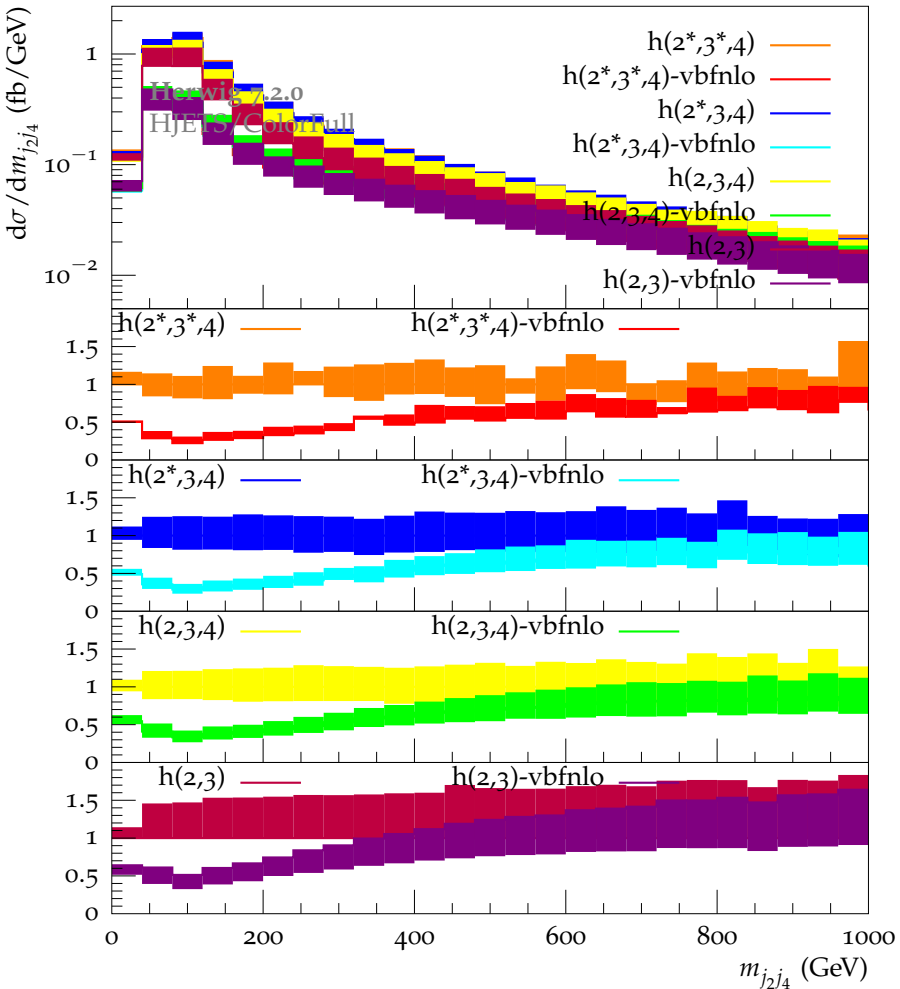 dσ/dm_{j₂j₄} (fb/GeV)
1
10⁻¹
10⁻²
Herwig 7.2.0
HJETS/ColorFull
h(2*,3*,4)
h(2*,3*,4)-vbfnlo
h(2*,3,4)
h(2*,3,4)-vbfnlo
h(2,3,4)
h(2,3,4)-vbfnlo
h(2,3)
h(2,3)-vbfnlo
h(2*,3*,4) h(2*,3*,4)-vbfnlo
1.5
1
0.5
0
h(2*,3,4) h(2*,3,4)-vbfnlo
1.5
1
0.5
0
h(2,3,4) h(2,3,4)-vbfnlo
1.5
1
0.5
0
h(2,3) h(2,3)-vbfnlo
1.5
1
0.5
0
0 200 400 600 800 1000
m_{j₂j₄} (GeV)